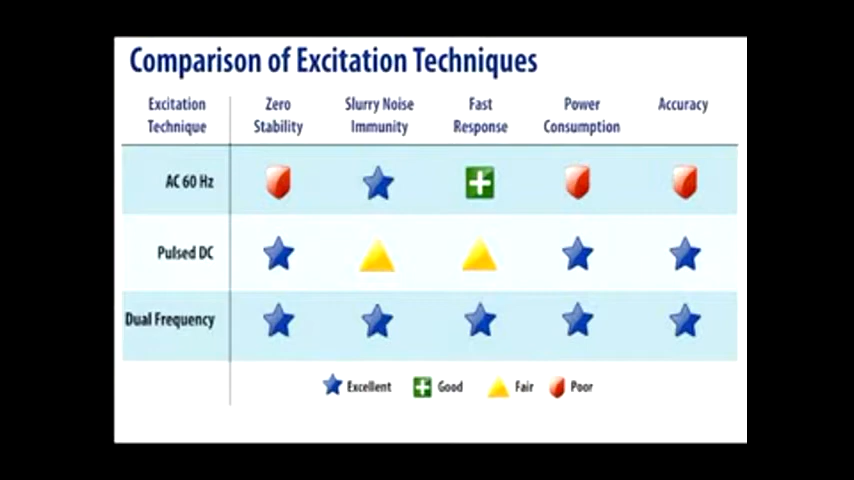 Comparison of Excitation Techniques
Excitation Technique
Zero Stability
Slurry Noise Immunity
Fast Response
Power Consumption
Accuracy
AC 60 Hz
Pulsed DC
Dual Frequency
Excellent Good Fair Poor